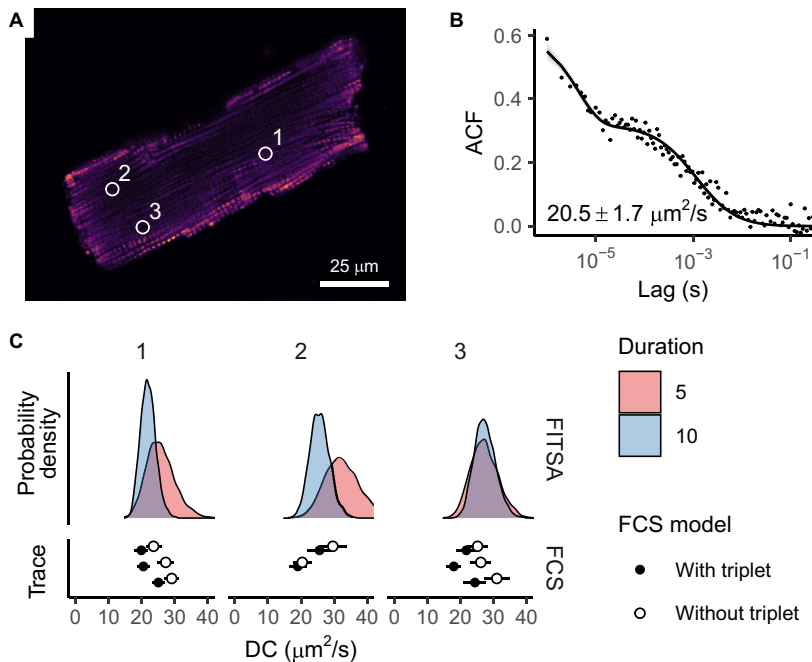 A
1
2
3
25 μm
B
ACF
0.6
0.4
0.2
0.0
20.5 ± 1.7 μm²/s
10⁻⁵ 10⁻³ 10⁻¹
Lag (s)
C
1 2 3
Probability
density
FITSA
Trace
FCS
0 10 20 30 40 0 10 20 30 40 0 10 20 30 40
DC (μm²/s)
Duration
5
10
FCS model
With triplet
Without triplet